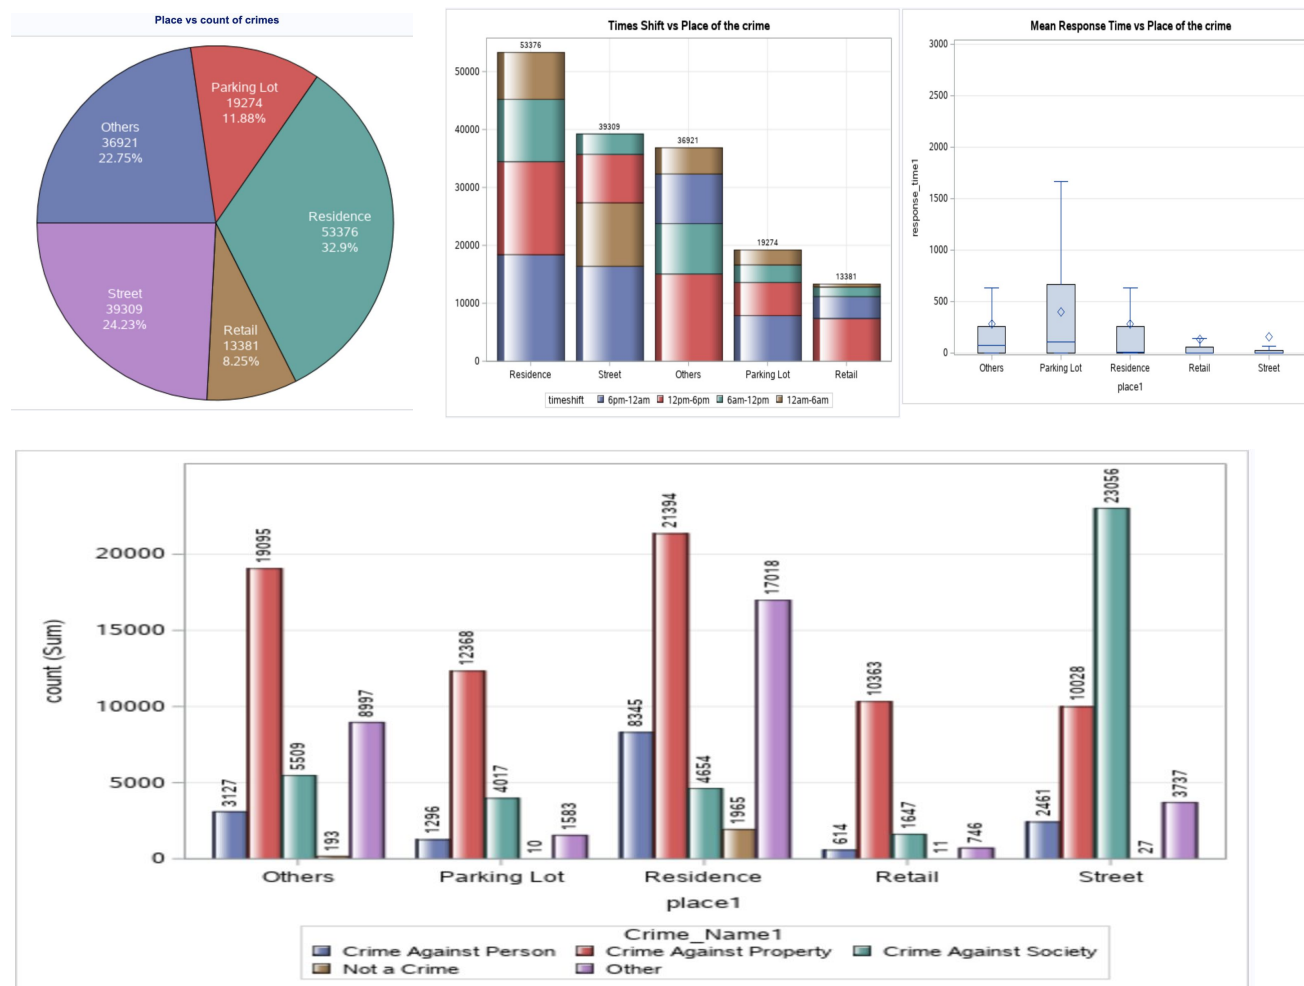 Place vs count of crimes
Parking Lot
19274
11.88%
Others
36921
22.75%
Residence
53376
32.9%
Street
39309
24.23%
Retail
13381
8.25%
Times Shift vs Place of the crime
50000
40000
30000
20000
10000
0
53376
39309
36921
19274
13381
Residence Street Others Parking Lot Retail
timeshift 6pm-12am 12pm-6pm 6am-12pm 12am-6am
Mean Response Time vs Place of the crime
response_time1
3000
2500
2000
1500
1000
500
0
Others Parking Lot Residence Retail Street
place1
count (Sum)
20000
15000
10000
5000
0
3127 19095 5509 193 8997
1296 12368 4017 10 1583
8345 21394 4654 1965 17018
614 10363 1647 11 746
2461 10028 23056 27 3737
Others Parking Lot Residence Retail Street
place1
Crime_Name1
Crime Against Person Crime Against Property Crime Against Society
Not a Crime Other